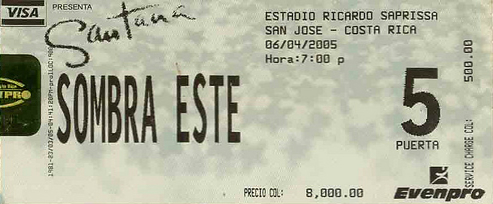 VISA
PRESENTA
Santana
ESTADIO RICARDO SAPRISSA
SAN JOSE - COSTA RICA
06/04/2005
Hora:7:00 p
SOMBRA ESTE
5
PUERTA
PRECIO COL: 8,000.00
Evenpro
SERVICE CHARGE COL: 500.00